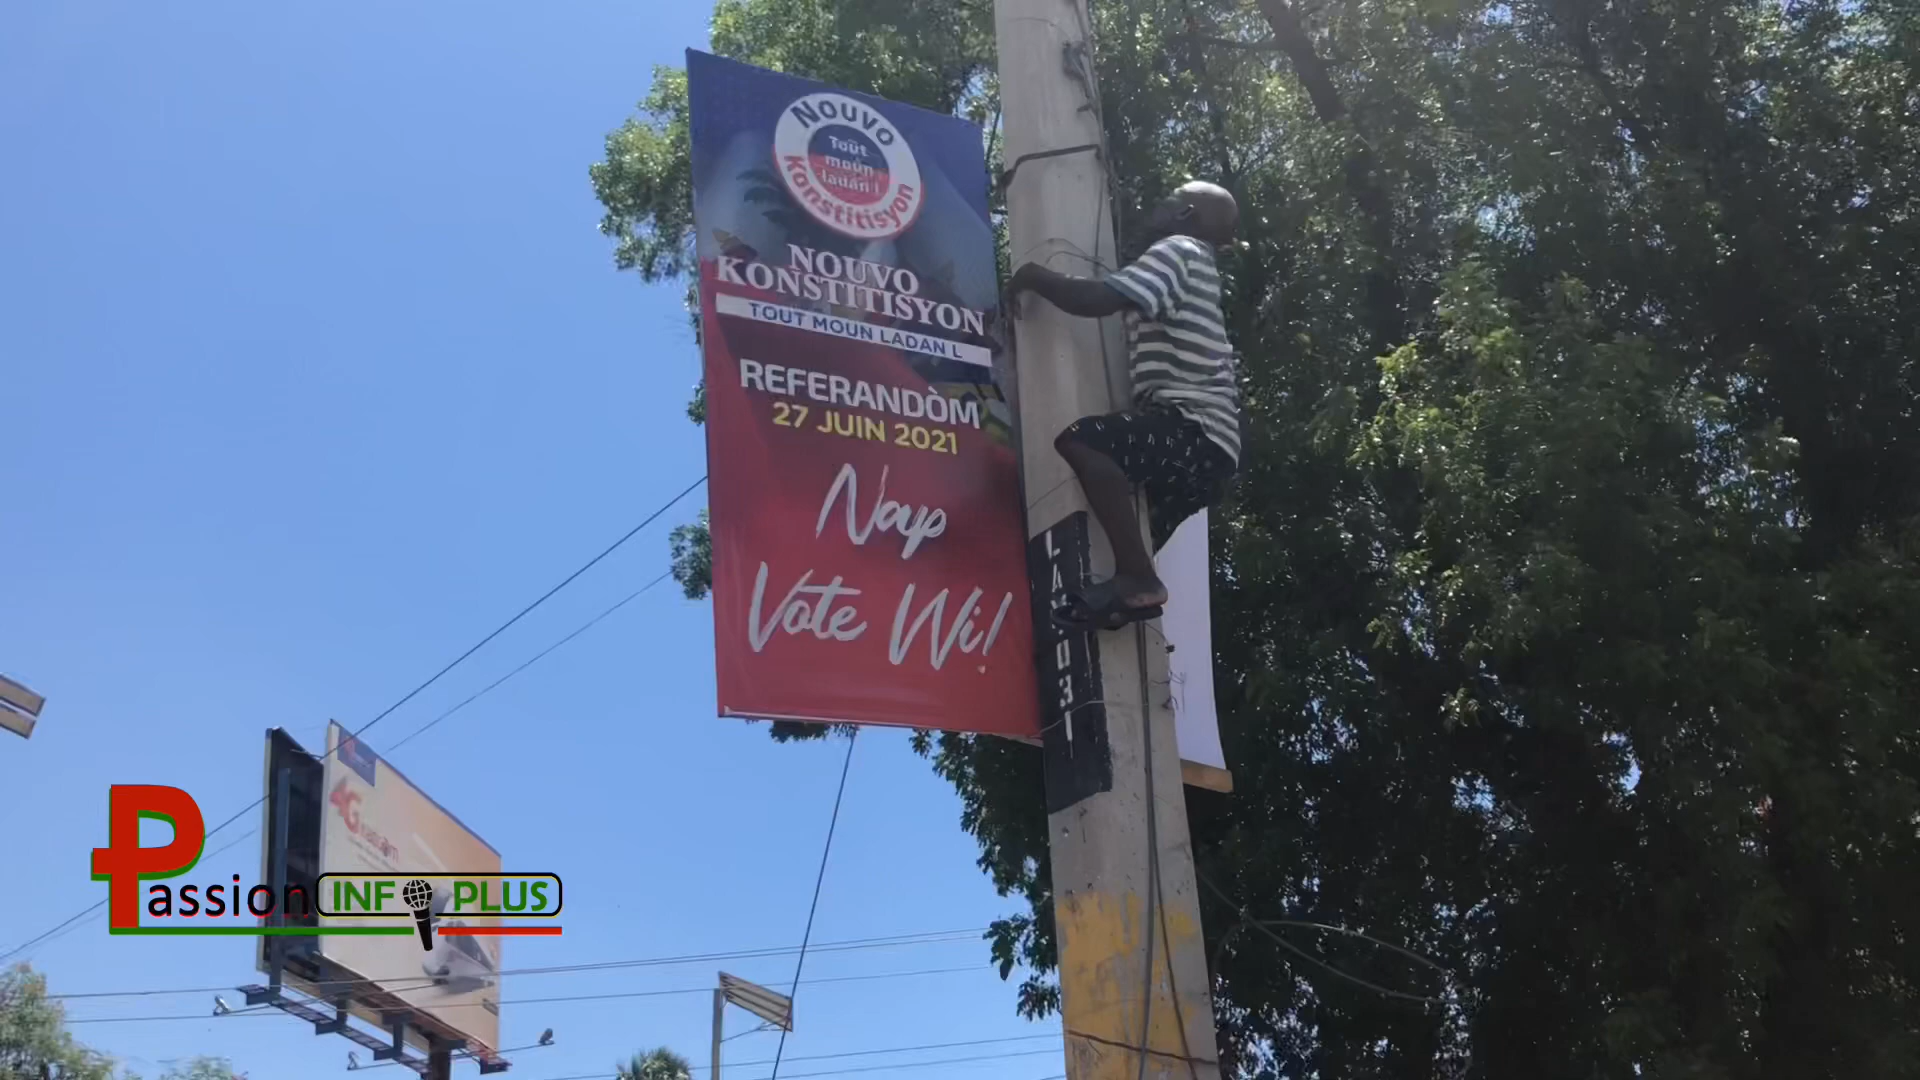 NOUVO
Tout
moun
ladan l
Konstitisyon
NOUVO
KONSTITISYON
TOUT MOUN LADAN L
REFERANDÒM
27 JUIN 2021
Nap
Vote Wi!
4G
Passion INFO PLUS